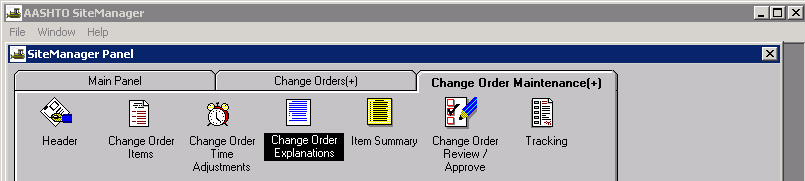 AASHTO SiteManager
File Window Help
SiteManager Panel
Main Panel Change Orders(+) Change Order Maintenance(+)
Header Change Order Change Order Change Order Item Summary Change Order Tracking
Items Time Explanations Review /
Adjustments Approve